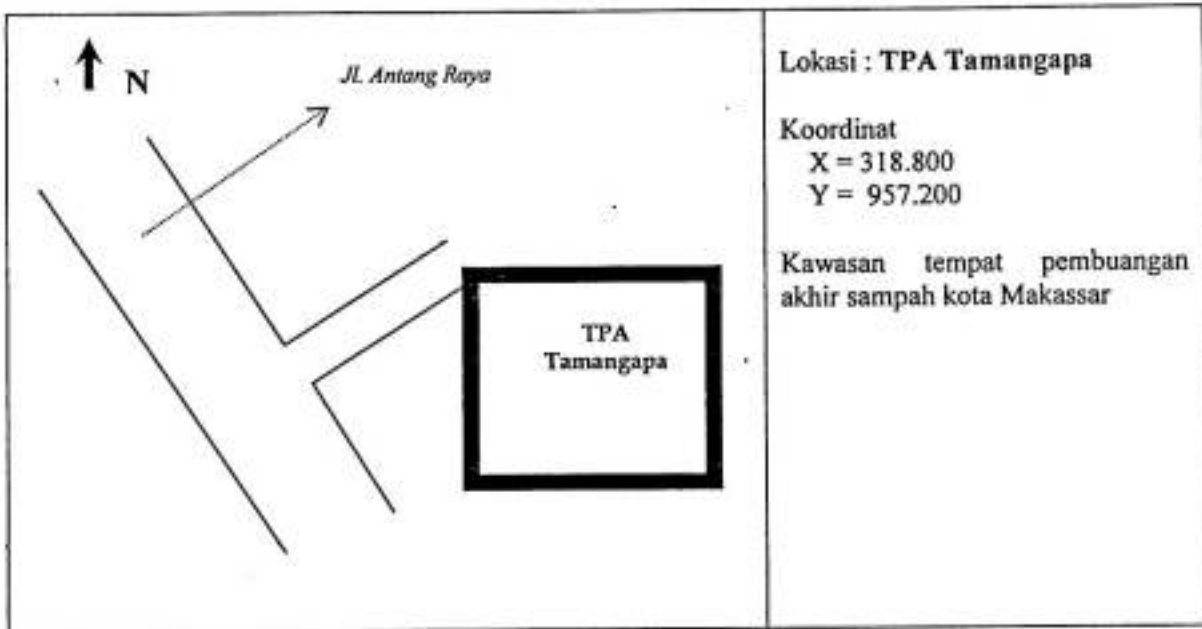 N
JL Antang Raya
TPA
Tamangapa
Lokasi : TPA Tamangapa
Koordinat
X = 318.800
Y = 957.200
Kawasan tempat pembuangan
akhir sampah kota Makassar